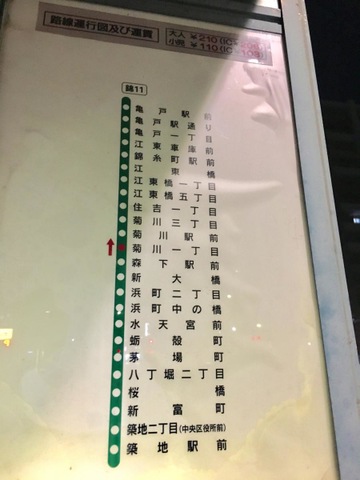 路線運行図及び運賃
大人 ￥210(IC
小児 ￥110(IC
錦11
亀戸駅前
亀戸駅通り
亀戸一丁目
江東車庫前
錦糸町駅前
江東橋
江東橋一丁目
住吉一丁目
菊川三丁目
菊川駅前
菊川一丁目
森下駅前
新大橋
浜町二丁目
浜町中の橋
水天宮前
蛎殻町
茅場町
八丁堀二丁目
桜橋
新富町
築地二丁目(中央区役所前)
築地駅前